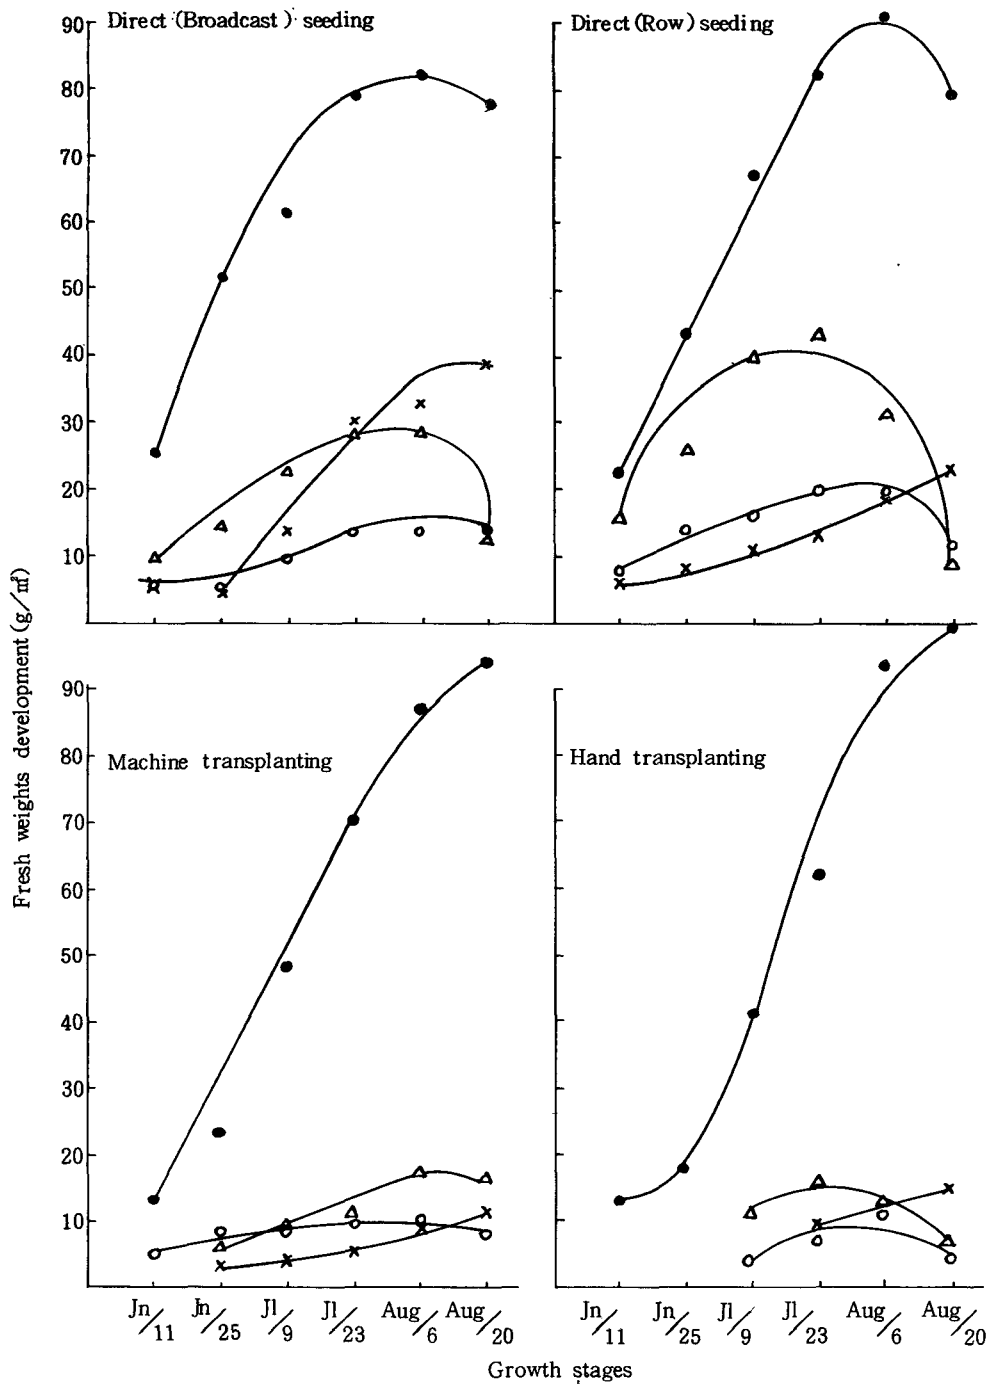 Direct (Broadcast) seeding
Direct (Row) seeding
90
80
70
60
50
40
30
20
10
Fresh weights development (g/㎡)
90
80
70
60
50
40
30
20
10
Machine transplanting
Hand transplanting
Jn/11 Jn/25 Jl/9 Jl/23 Aug/6 Aug/20
Jn/11 Jn/25 Jl/9 Jl/23 Aug/6 Aug/20
Growth stages